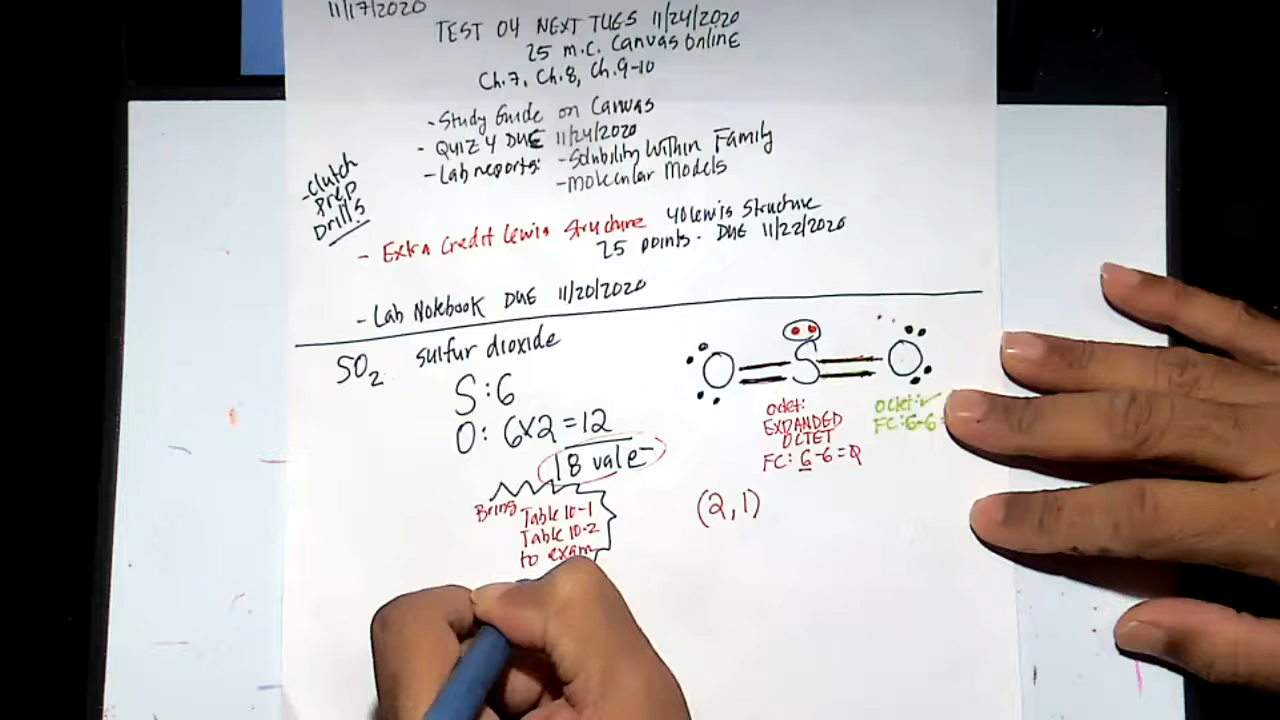 11/17/2020
TEST 04 NEXT TUES 11/24/2020
25 m.c. Canvas Online
Ch.7, Ch.8, Ch.9-10
- Study Guide on Canvas
- QUIZ 4 DUE 11/24/2020
- Lab reports: - Solubility Within Family
- Molecular Models
- Clutch
Prep
Drills
- Extra Credit Lewis Structure 40 Lewis Structure
25 points. DUE 11/22/2020
- Lab Notebook DUE 11/20/2020
SO2 sulfur dioxide
S: 6
O: 6x2 = 12
18 val e-
Bring Table 10-1
Table 10-2
to exam
O S O
Octet:
EXPANDED
OCTET
FC: 6-6=0
Octet: ✓
FC: 6-6=
(2,1)